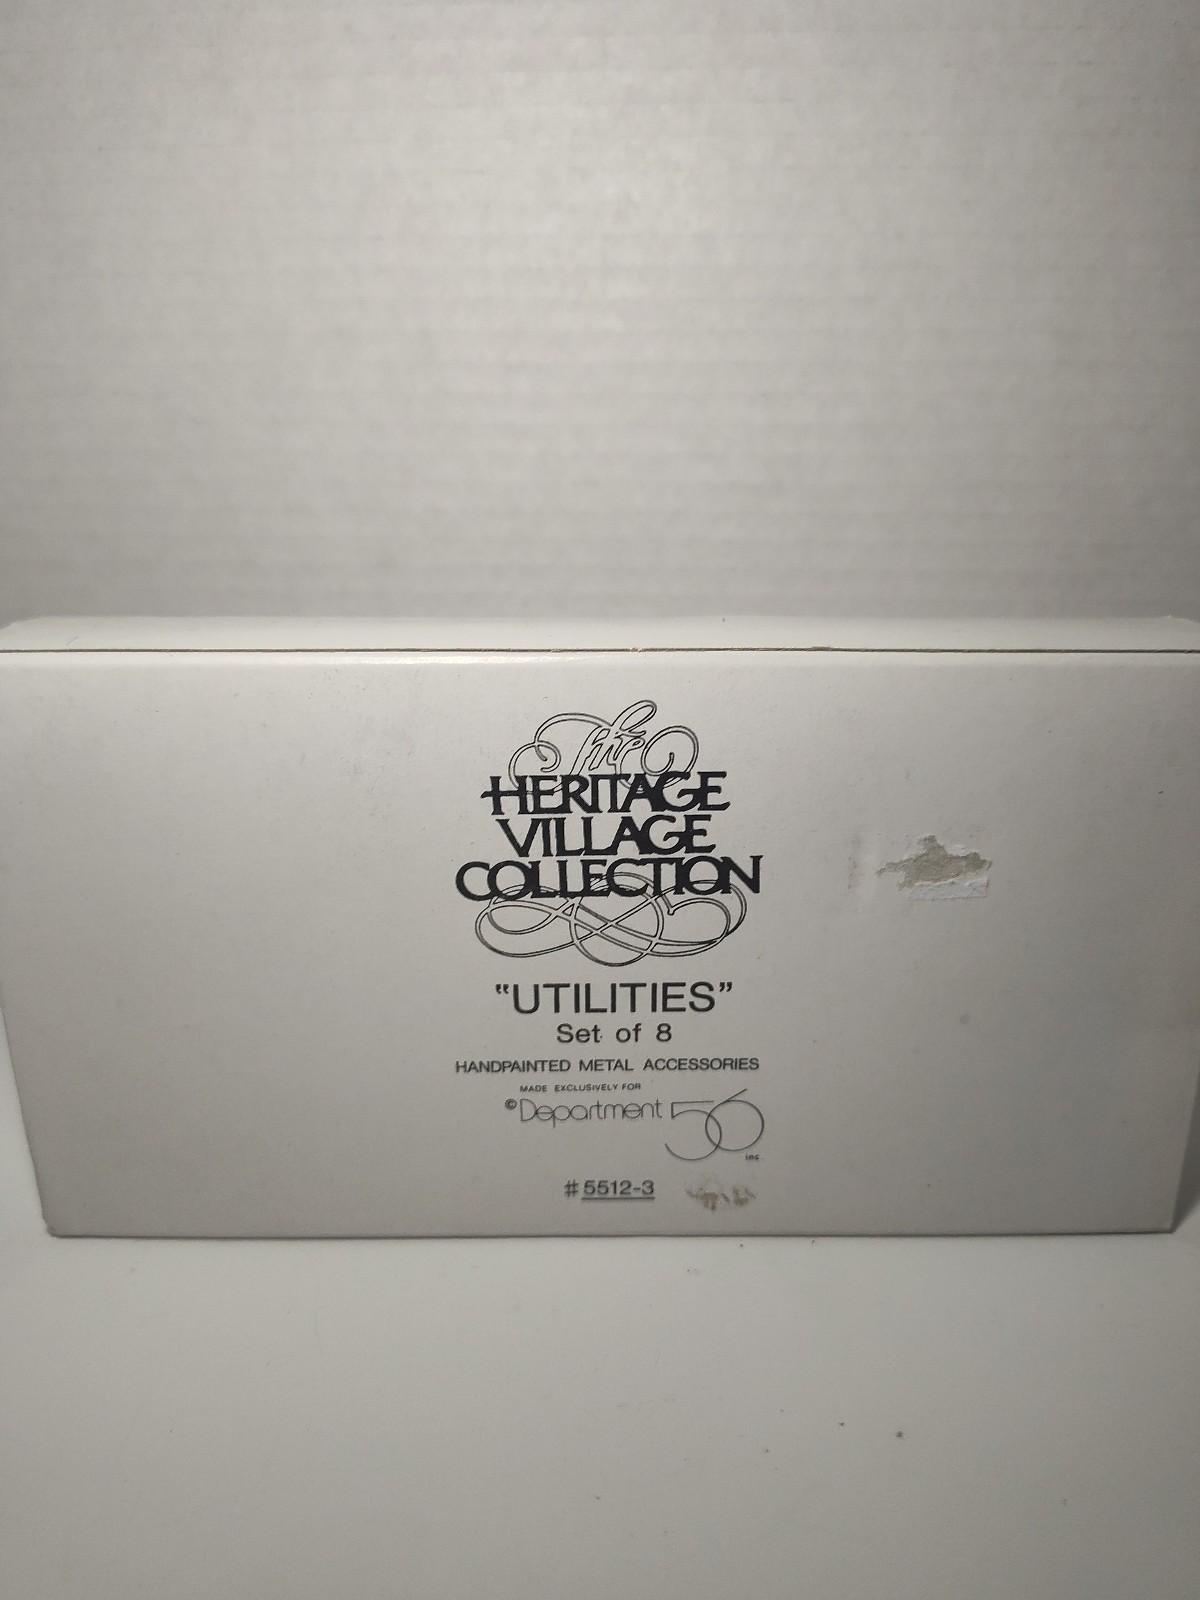 The
HERITAGE
VILLAGE
COLLECTION
"UTILITIES"
Set of 8
HANDPAINTED METAL ACCESSORIES
MADE EXCLUSIVELY FOR
©Department 56
inc.
#5512-3